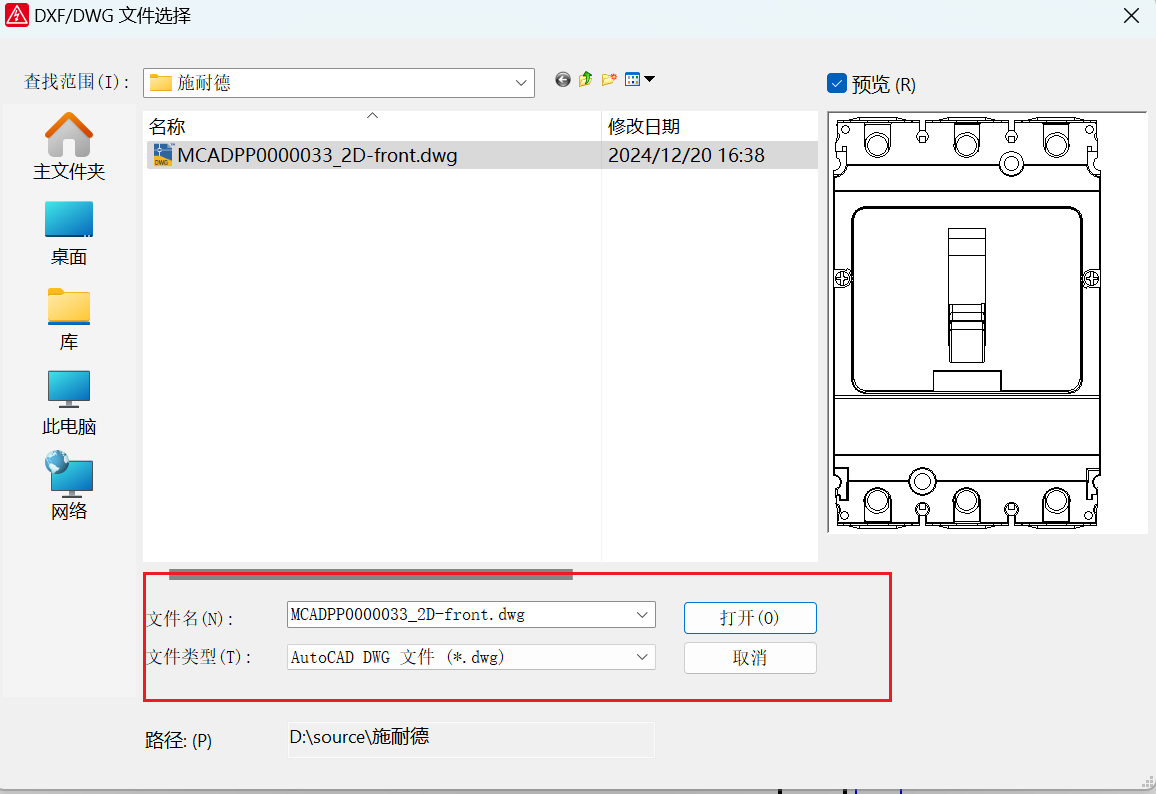 DXF/DWG 文件选择
查找范围(I):
施耐德
预览 (R)
主文件夹
桌面
库
此电脑
网络
名称
修改日期
DWG
MCADPP0000033_2D-front.dwg
2024/12/20 16:38
文件名(N):
MCADPP0000033_2D-front.dwg
打开(O)
文件类型(T):
AutoCAD DWG 文件 (*.dwg)
取消
路径: (P)
D:\source\施耐德